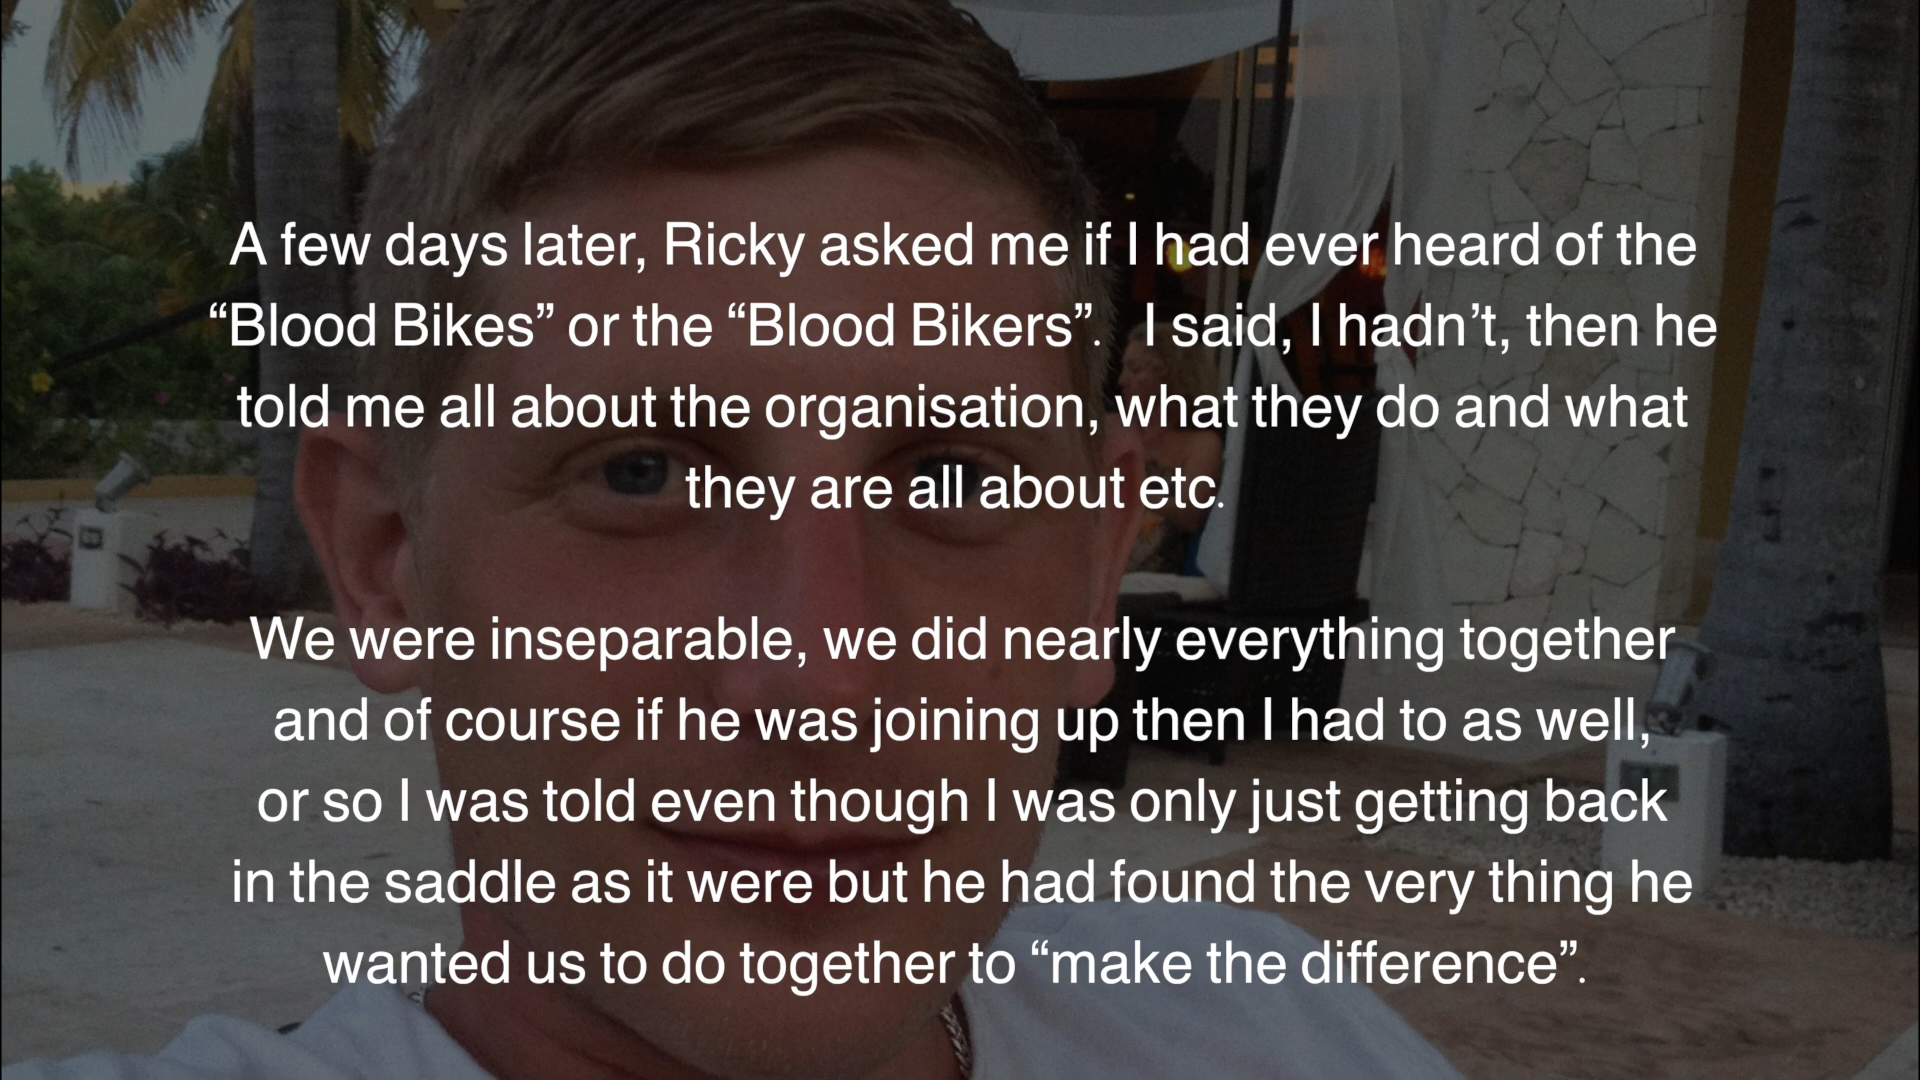 A few days later, Ricky asked me if I had ever heard of the
“Blood Bikes” or the “Blood Bikers”.   I said, I hadn’t, then he
told me all about the organisation, what they do and what
they are all about etc.
We were inseparable, we did nearly everything together
and of course if he was joining up then I had to as well,
or so I was told even though I was only just getting back
in the saddle as it were but he had found the very thing he
wanted us to do together to “make the difference”.